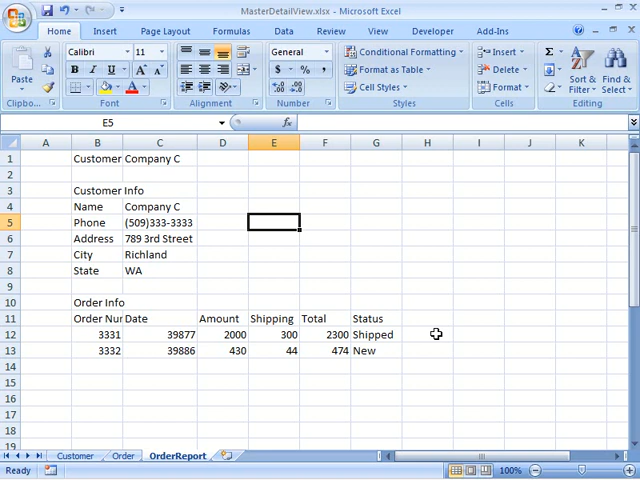 MasterDetailView.xlsx - Microsoft Excel
Home Insert Page Layout Formulas Data Review View Developer Add-Ins
Calibri 11 General Conditional Formatting Insert Σ
Paste B I U A A $ % , Format as Table Delete Sort & Filter Find & Select
A Cell Styles Format
Clipbo... Font Alignment Number Styles Cells Editing
E5 fx
A B C D E F G H I J K
1 Customer Company C
2
3 Customer Info
4 Name Company C
5 Phone (509)333-3333
6 Address 789 3rd Street
7 City Richland
8 State WA
9
10 Order Info
11 Order Nur Date Amount Shipping Total Status
12 3331 39877 2000 300 2300 Shipped
13 3332 39886 430 44 474 New
14
15
16
17
18
19
Customer Order OrderReport
Ready 100%